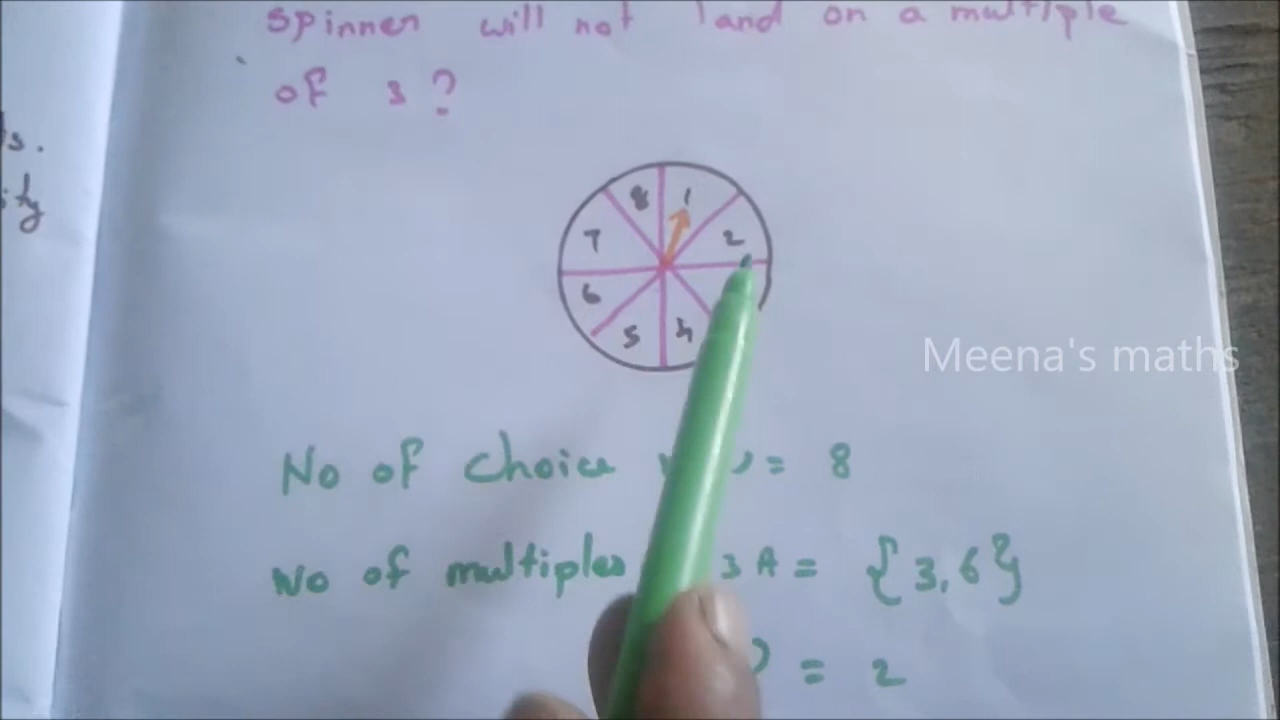 spinner will not land on a multiple
of 3?
s.
ity
8 1
7 2
6
5 4
Meena's maths
No of choice = 8
No of multiples 3 A = {3,6}
) = 2